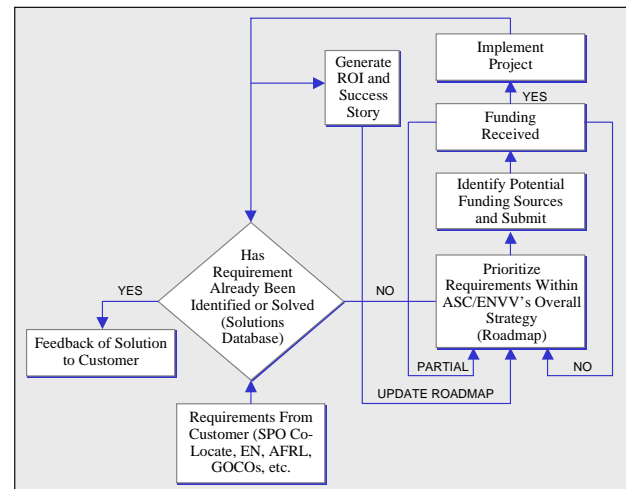 Implement
Project
Generate
ROI and
Success
Story
YES
Funding
Received
Identify Potential
Funding Sources
and Submit
Has
Requirement
Already Been
Identified or Solved
(Solutions
Database)
YES
NO
Prioritize
Requirements Within
ASC/ENVV's Overall
Strategy
(Roadmap)
Feedback of Solution
to Customer
PARTIAL
NO
UPDATE ROADMAP
Requirements From
Customer (SPO Co-
Locate, EN, AFRL,
GOCOs, etc.